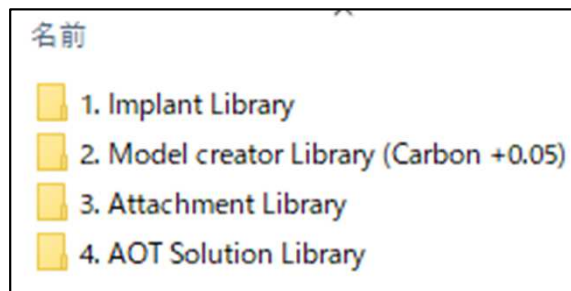 名前
1. Implant Library
2. Model creator Library (Carbon +0.05)
3. Attachment Library
4. AOT Solution Library